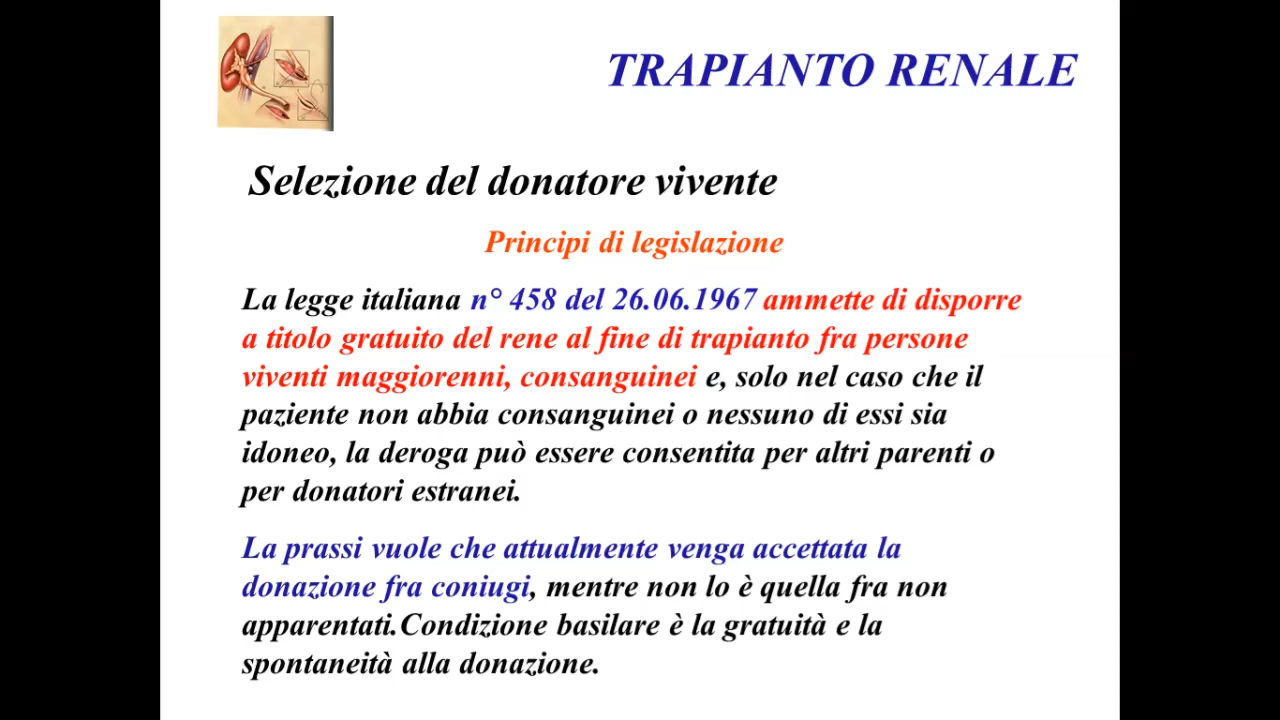 TRAPIANTO RENALE
Selezione del donatore vivente
Principi di legislazione
La legge italiana n° 458 del 26.06.1967 ammette di disporre
a titolo gratuito del rene al fine di trapianto fra persone
viventi maggiorenni, consanguinei e, solo nel caso che il
paziente non abbia consanguinei o nessuno di essi sia
idoneo, la deroga può essere consentita per altri parenti o
per donatori estranei.
La prassi vuole che attualmente venga accettata la
donazione fra coniugi, mentre non lo è quella fra non
apparentati.Condizione basilare è la gratuità e la
spontaneità alla donazione.